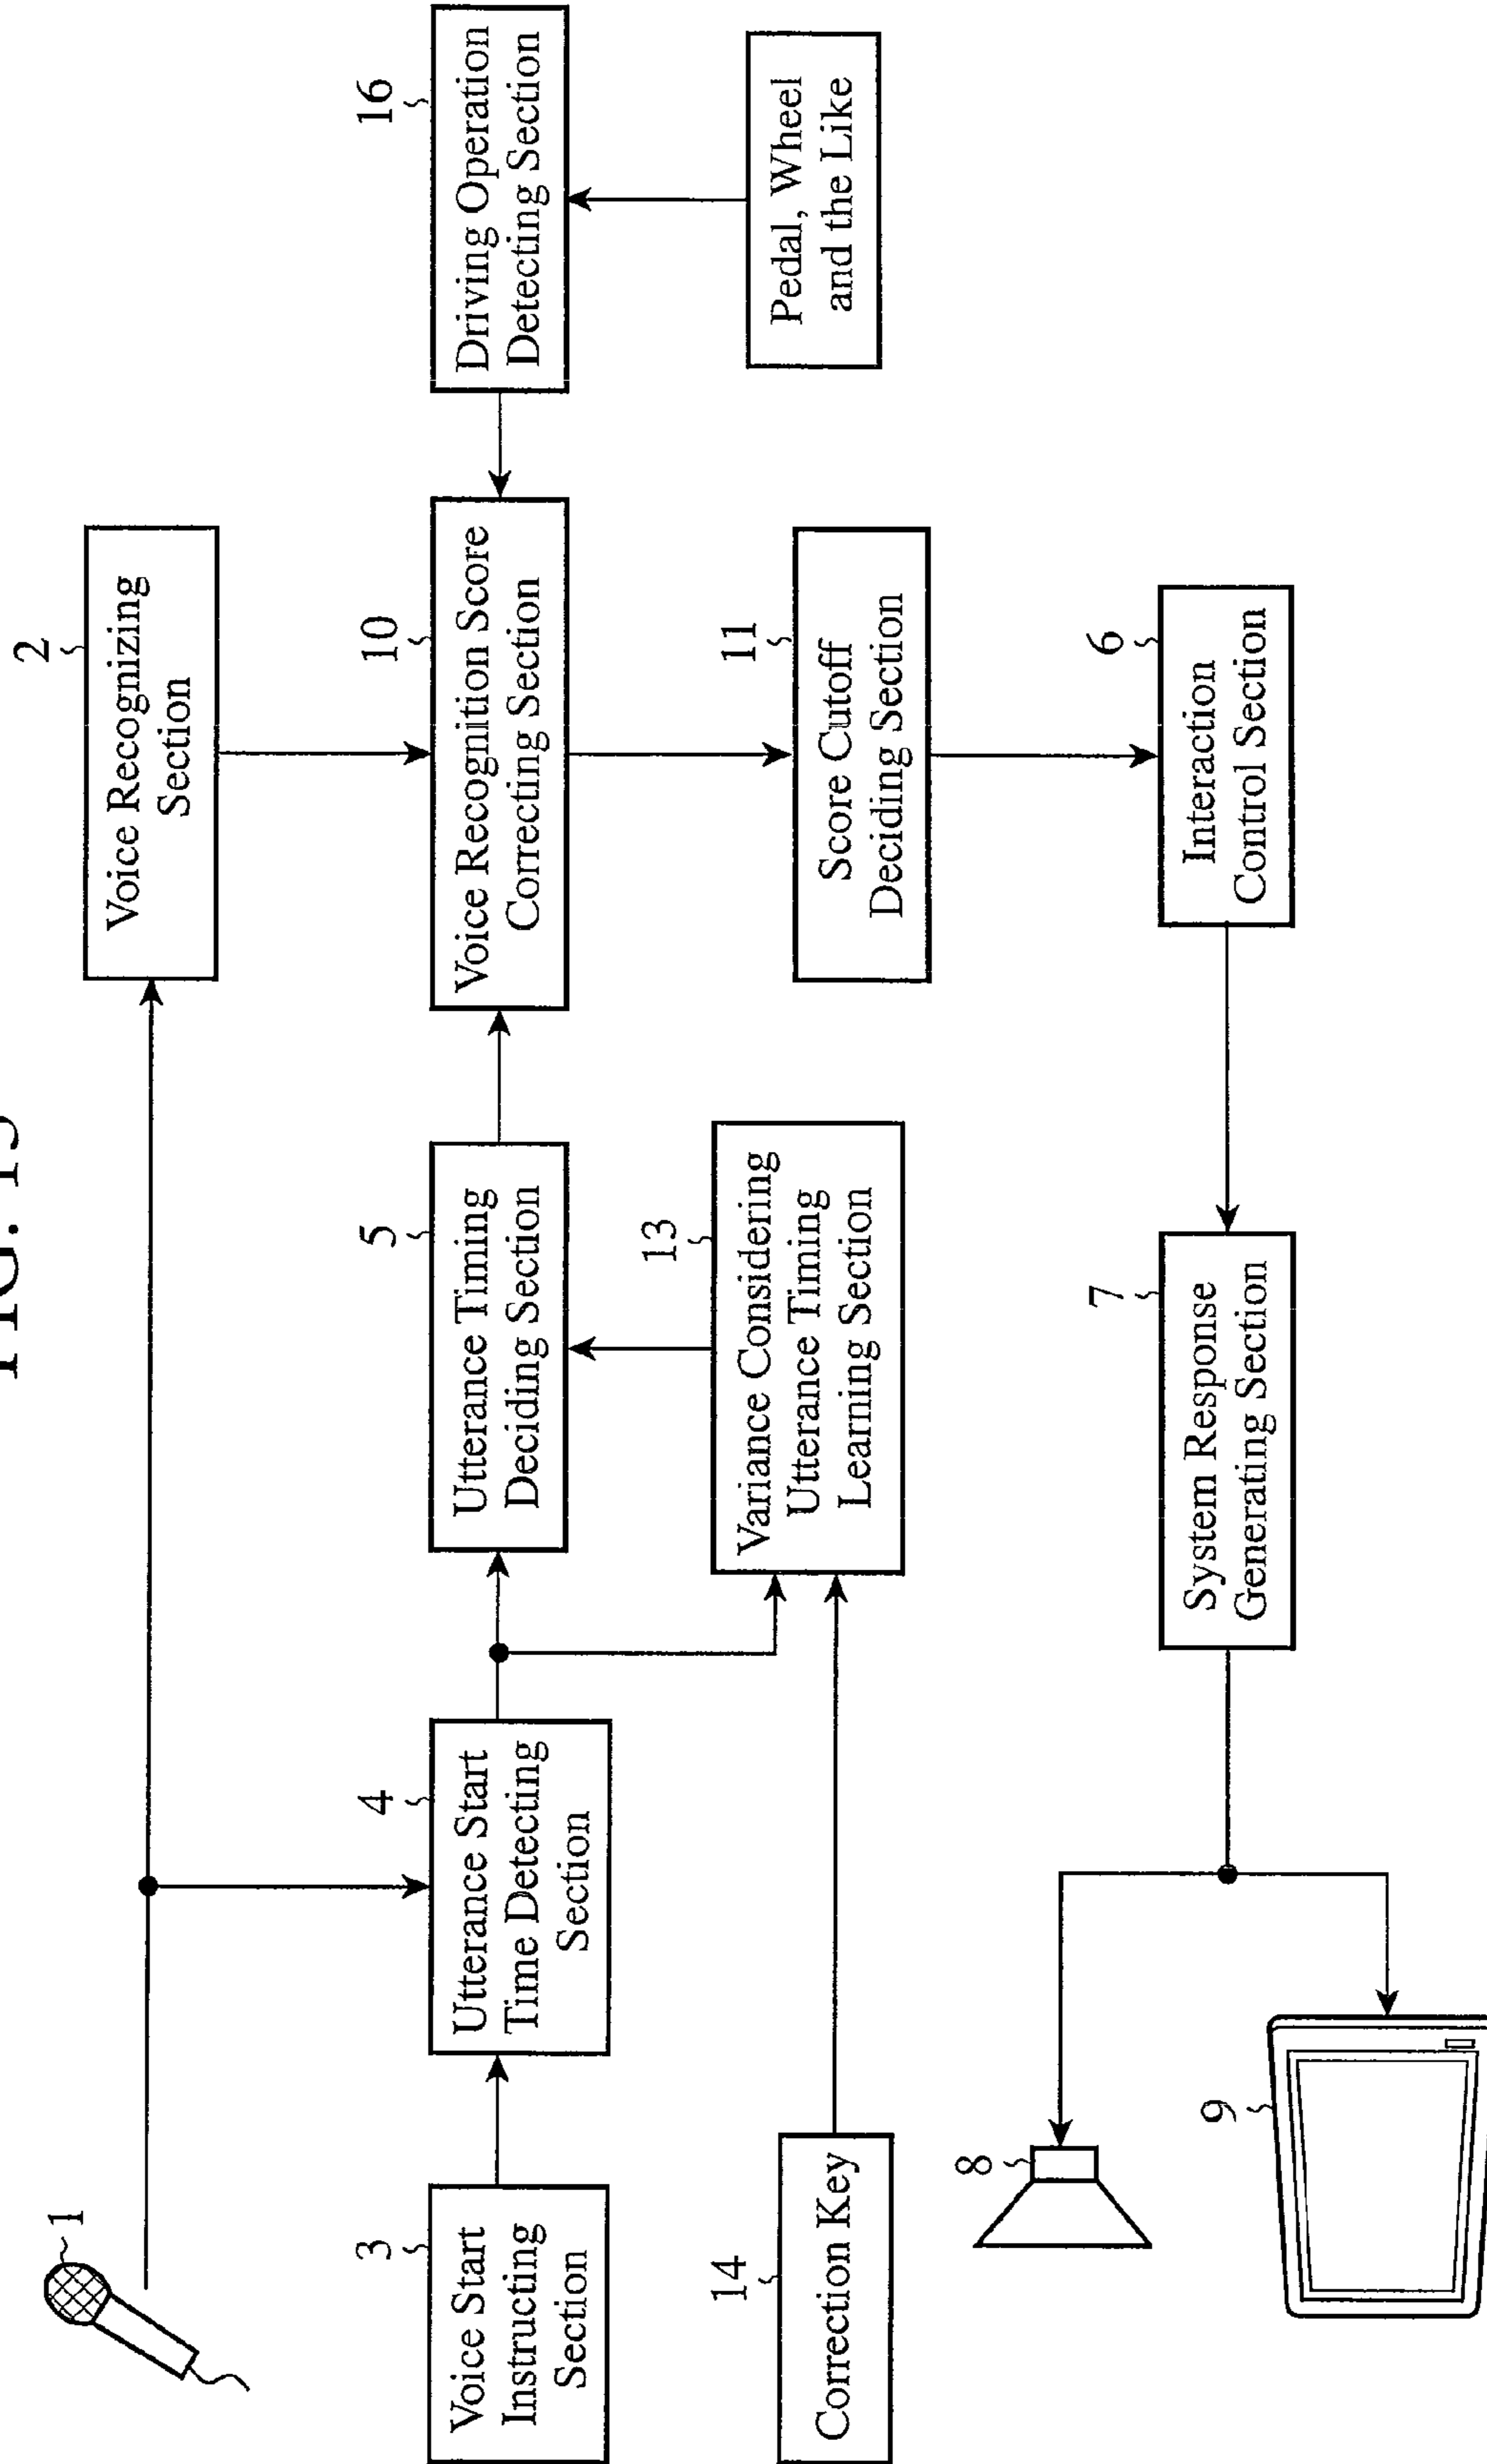 FIG.
1
2
Voice Recognizing
Section
3
Voice Start
Instructing
Section
4
Utterance Start
Time Detecting
Section
5
Utterance Timing
Deciding Section
10
Voice Recognition Score
Correcting Section
16
Driving Operation
Detecting Section
14
Correction Key
13
Variance Considering
Utterance Timing
Learning Section
11
Score Cutoff
Deciding Section
Pedal, Wheel
and the Like
8
9
7
System Response
Generating Section
6
Interaction
Control Section